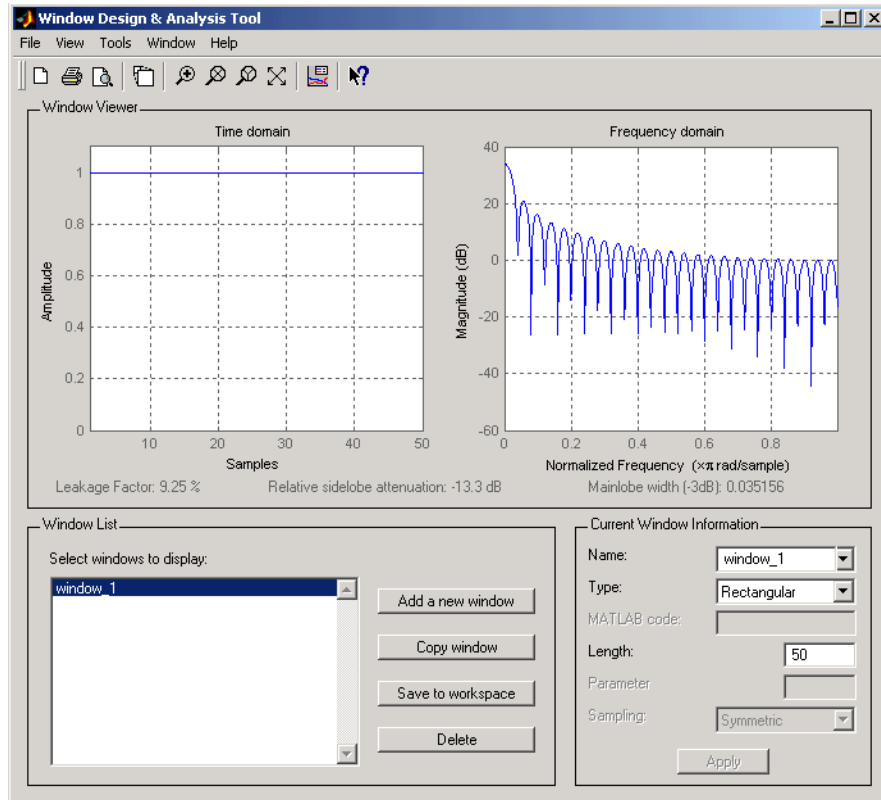 Window Design & Analysis Tool
File View Tools Window Help
Window Viewer
Time domain
1
0.8
0.6
0.4
0.2
0
Amplitude
10 20 30 40 50
Samples
Frequency domain
40
20
0
-20
-40
-60
Magnitude (dB)
0 0.2 0.4 0.6 0.8
Normalized Frequency (×π rad/sample)
Leakage Factor: 9.25 % Relative sidelobe attenuation: -13.3 dB Mainlobe width (-3dB): 0.035156
Window List
Select windows to display:
window_1
Add a new window
Copy window
Save to workspace
Delete
Current Window Information
Name: window_1
Type: Rectangular
MATLAB code:
Length: 50
Parameter
Sampling: Symmetric
Apply